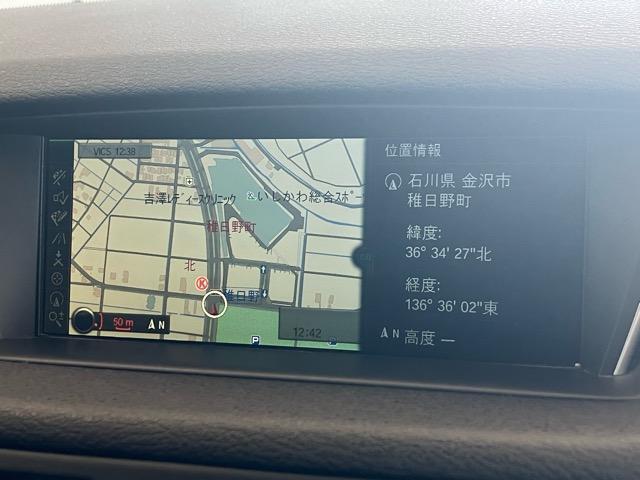 VICS 12:38
吉澤レディースクリニック
いしかわ総合スポー
稚日野町
北
K
稚日野
50 m
N
P
12:42
位置情報
石川県 金沢市
稚日野町
緯度:
36° 34' 27"北
経度:
136° 36' 02"東
N 高度 —